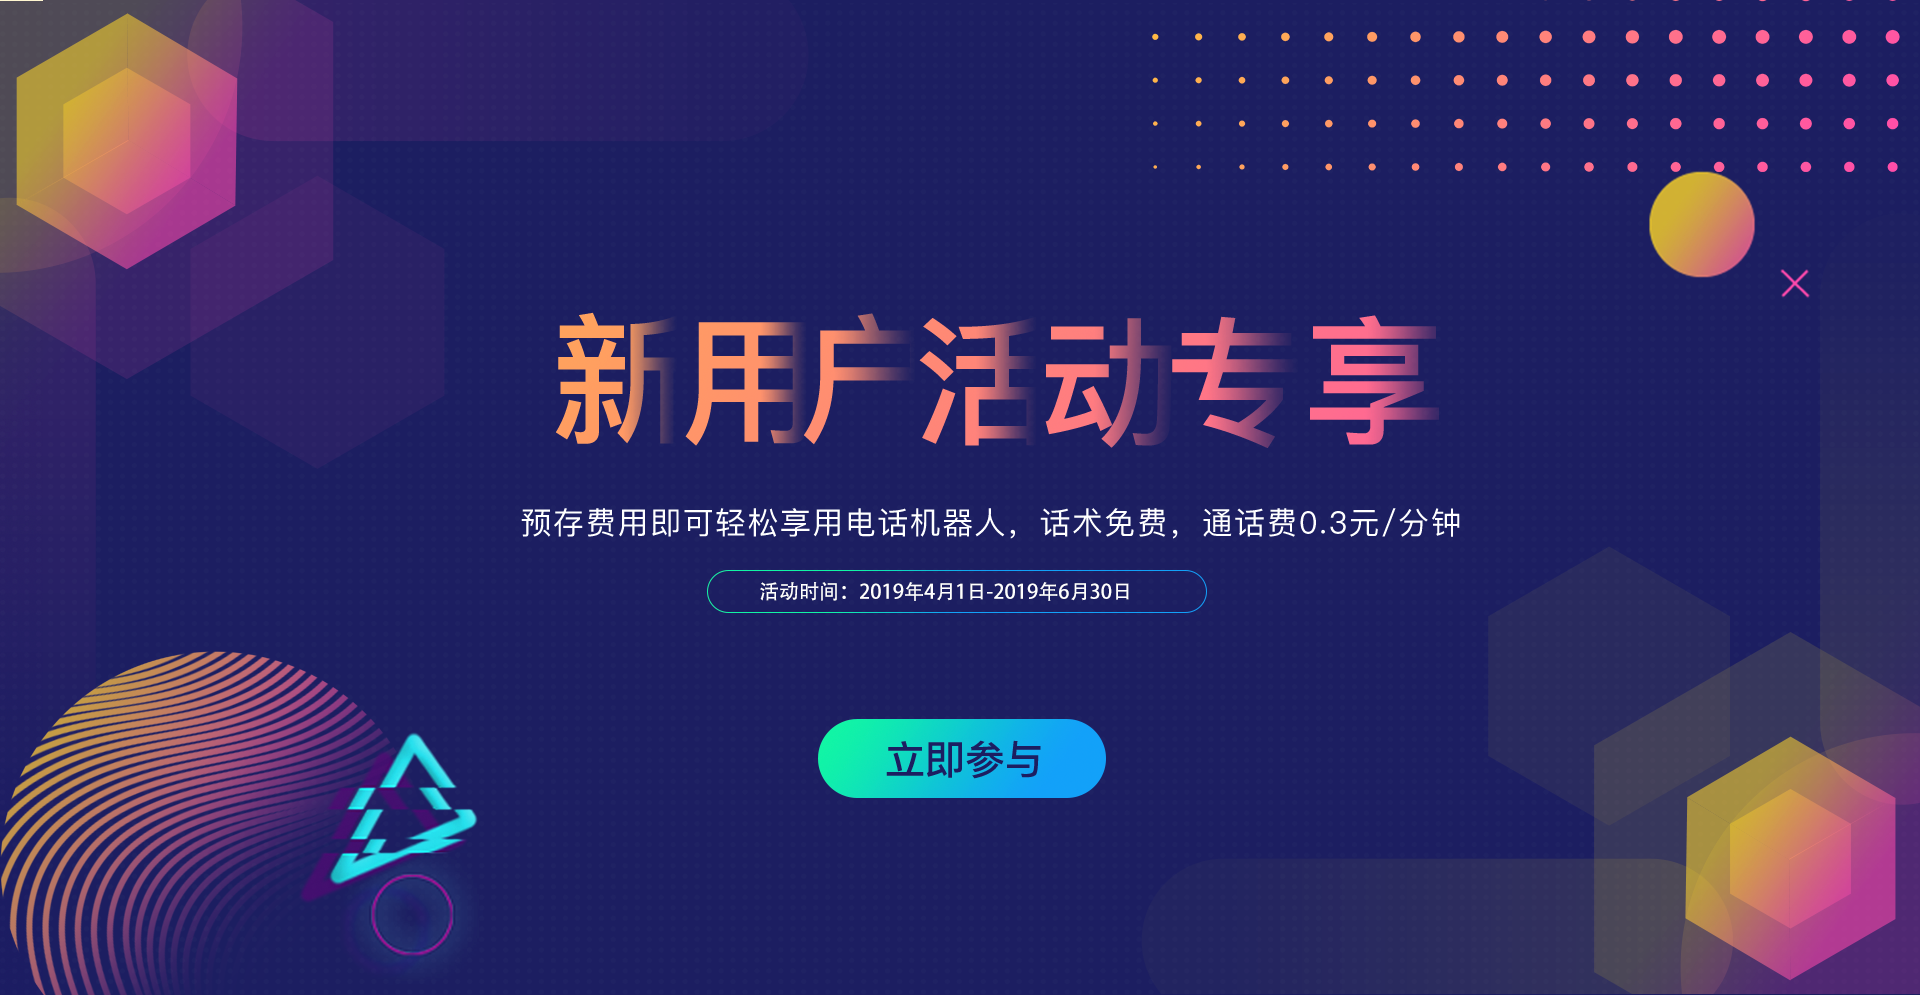 新用户活动专享
预存费用即可轻松享用电话机器人，话术免费，通话费0.3元/分钟
活动时间：2019年4月1日-2019年6月30日
立即参与